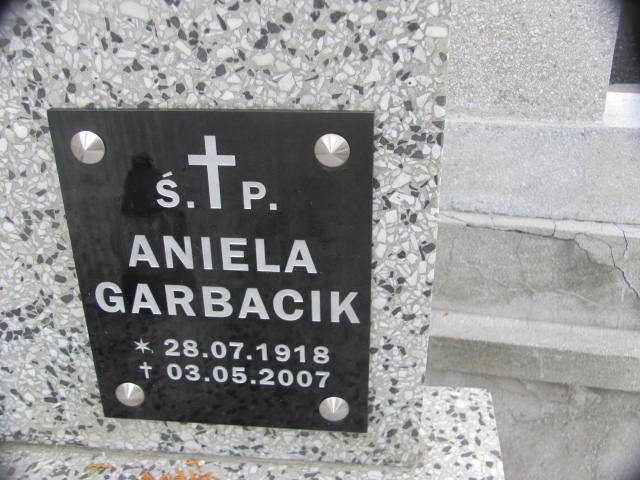 Ś. P.
ANIELA
GARBACIK
* 28.07.1918
† 03.05.2007